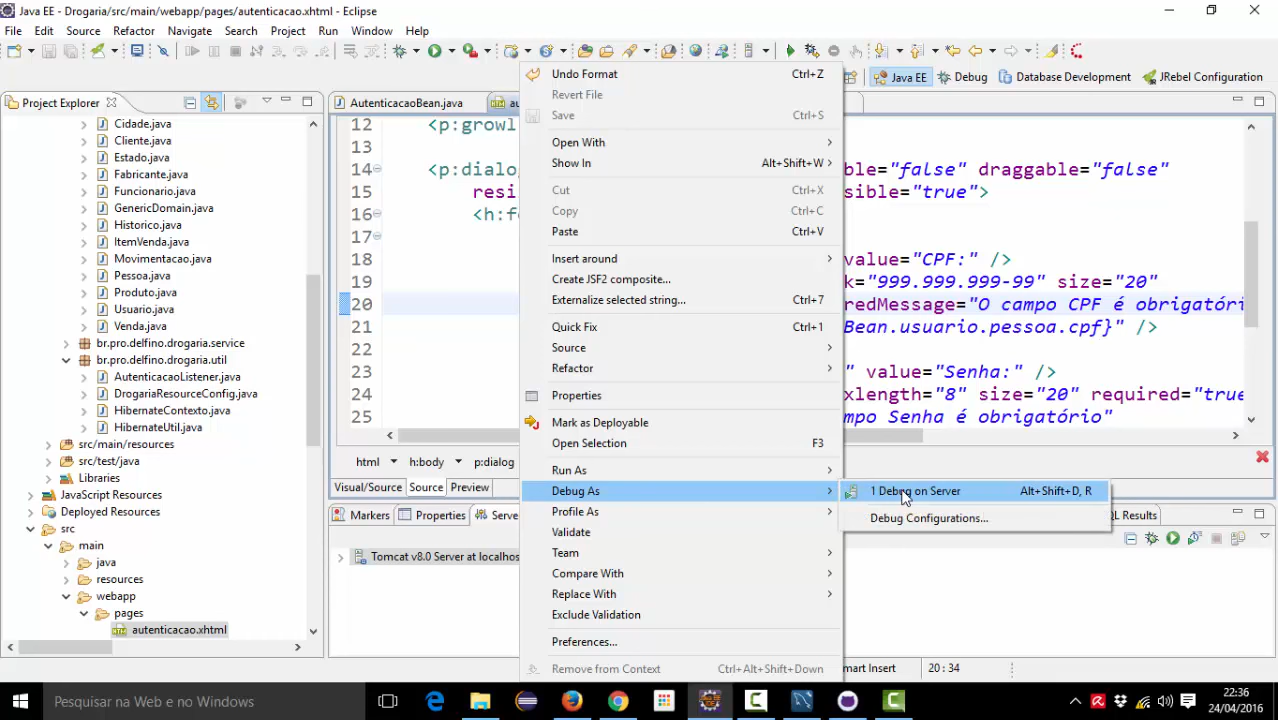 Java EE - Drogaria/src/main/webapp/pages/autenticacao.xhtml - Eclipse
File Edit Source Refactor Navigate Search Project Run Window Help
Java EE Debug Database Development JRebel Configuration
Project Explorer
Cidade.java
Cliente.java
Estado.java
Fabricante.java
Funcionario.java
GenericDomain.java
Historico.java
ItemVenda.java
Movimentacao.java
Pessoa.java
Produto.java
Usuario.java
Venda.java
br.pro.delfino.drogaria.service
br.pro.delfino.drogaria.util
AutenticacaoListener.java
DrogariaResourceConfig.java
HibernateContexto.java
HibernateUtil.java
src/main/resources
src/test/java
Libraries
JavaScript Resources
Deployed Resources
src
main
java
resources
webapp
pages
autenticacao.xhtml
AutenticacaoBean.java
12 <p:growl
13
14 <p:dialo ble="false" draggable="false"
15 resi sible="true">
16 <h:f
17
18 value="CPF:" />
19 k="999.999.999-99" size="20"
20 redMessage="O campo CPF é obrigatóri
21 Bean.usuario.pessoa.cpf}" />
22
23 " value="Senha:" />
24 xlength="8" size="20" required="true
25 mpo Senha é obrigatório"
html h:body p:dialog
Visual/Source Source Preview
Markers Properties Serve QL Results
Tomcat v8.0 Server at localhos
Undo Format Ctrl+Z
Revert File
Save Ctrl+S
Open With
Show In Alt+Shift+W
Cut Ctrl+X
Copy Ctrl+C
Paste Ctrl+V
Insert around
Create JSF2 composite...
Externalize selected string... Ctrl+7
Quick Fix Ctrl+1
Source
Refactor
Properties
Mark as Deployable
Open Selection F3
Run As
Debug As
Profile As
Validate
Team
Compare With
Replace With
Exclude Validation
Preferences...
Remove from Context Ctrl+Alt+Shift+Down
1 Debug on Server Alt+Shift+D, R
Debug Configurations...
mart Insert 20 : 34
Pesquisar na Web e no Windows
22:36
24/04/2016